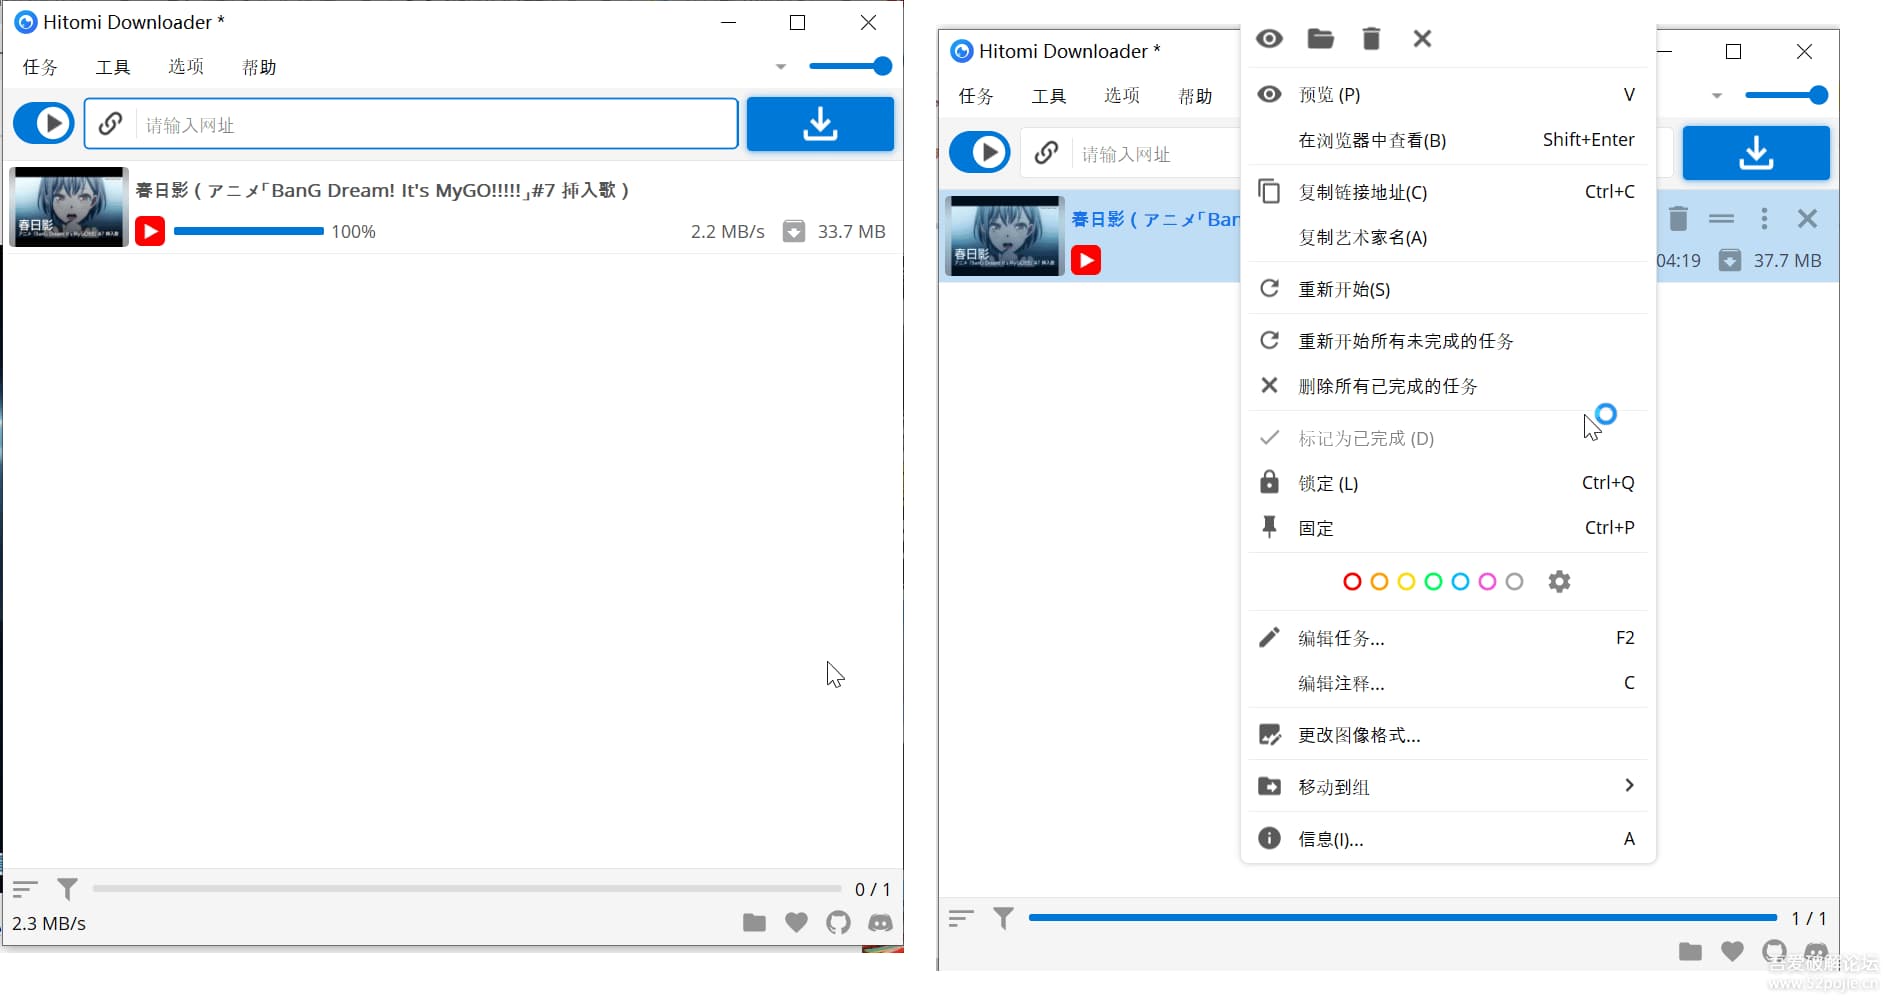 Hitomi Downloader *
任务 工具 选项 帮助
请输入网址
春日影 ( アニメ「BanG Dream! It's MyGO!!!!!」#7 挿入歌 )
100% 2.2 MB/s 33.7 MB
春日影
0 / 1
2.3 MB/s
Hitomi Downloader *
任务 工具 选项 帮助
请输入网址
春日影 ( アニメ「Ban
04:19 37.7 MB
春日影
预览 (P) V
在浏览器中查看(B) Shift+Enter
复制链接地址(C) Ctrl+C
复制艺术家名(A)
重新开始(S)
重新开始所有未完成的任务
删除所有已完成的任务
标记为已完成 (D)
锁定 (L) Ctrl+Q
固定 Ctrl+P
编辑任务... F2
编辑注释... C
更改图像格式...
移动到组
信息(I)... A
1 / 1
吾爱破解论坛
www.52pojie.cn